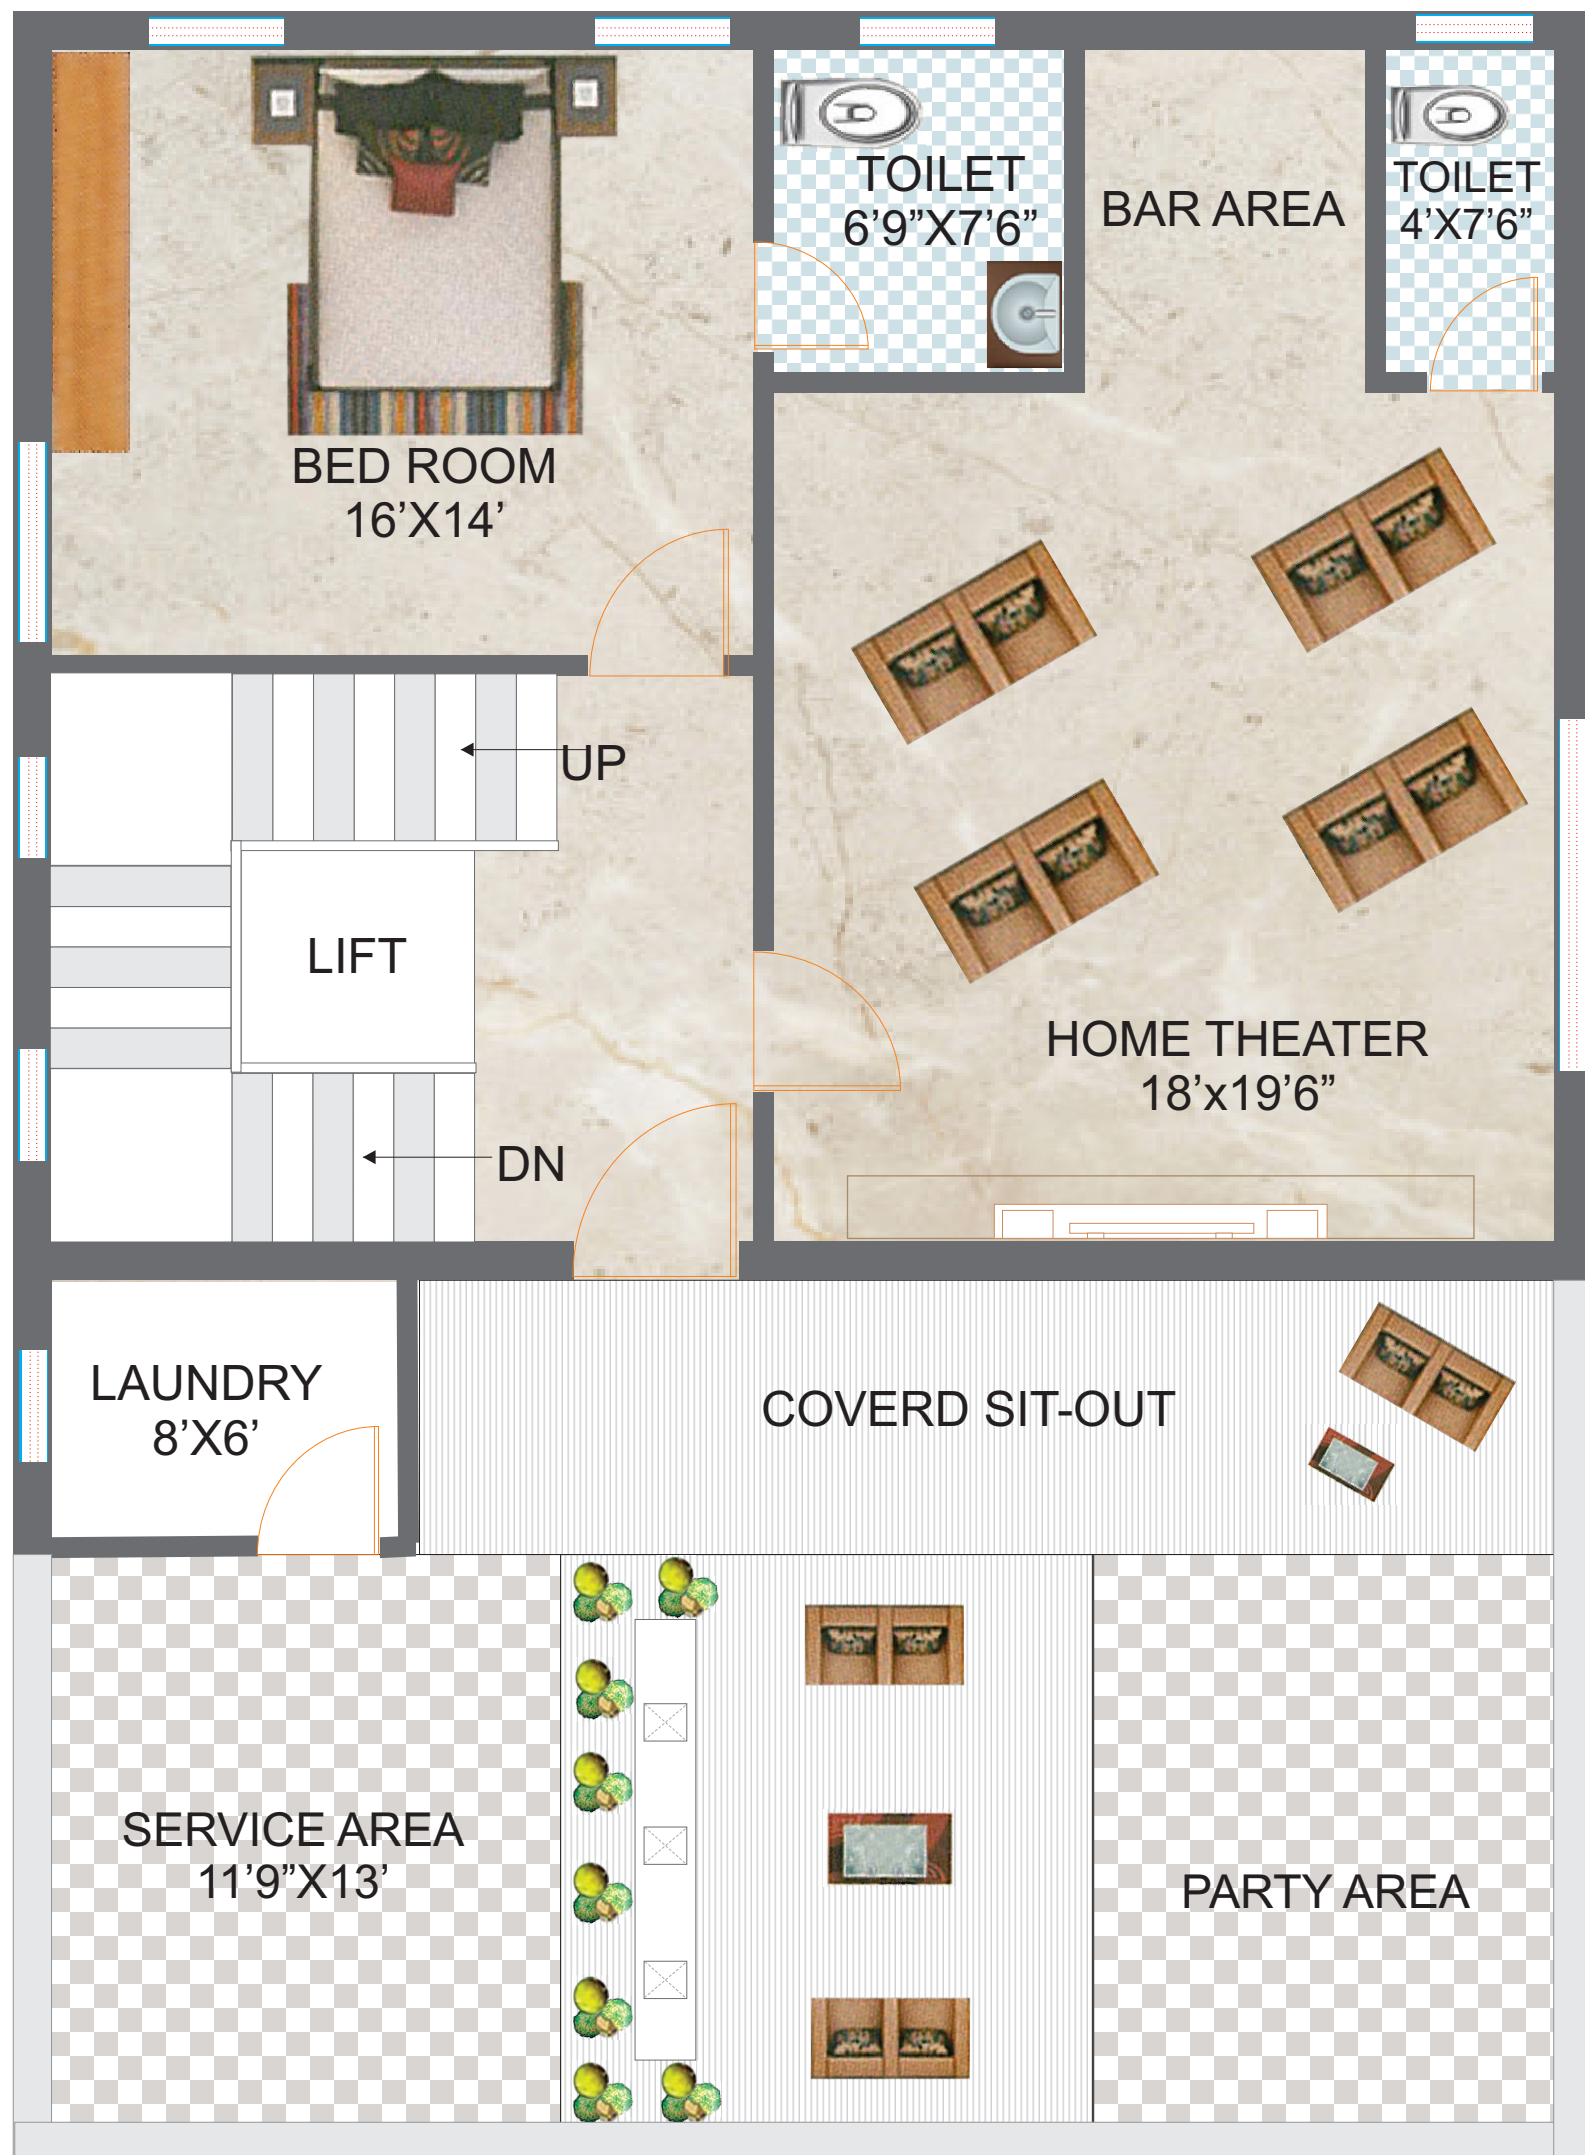 TOILET
6’9”X7’6”
BAR AREA
TOILET
4’X7’6”
BED ROOM
16’X14’
UP
LIFT
DN
HOME THEATER
18’x19’6”
LAUNDRY
8’X6’
COVERD SIT-OUT
SERVICE AREA
11’9”X13’
PARTY AREA